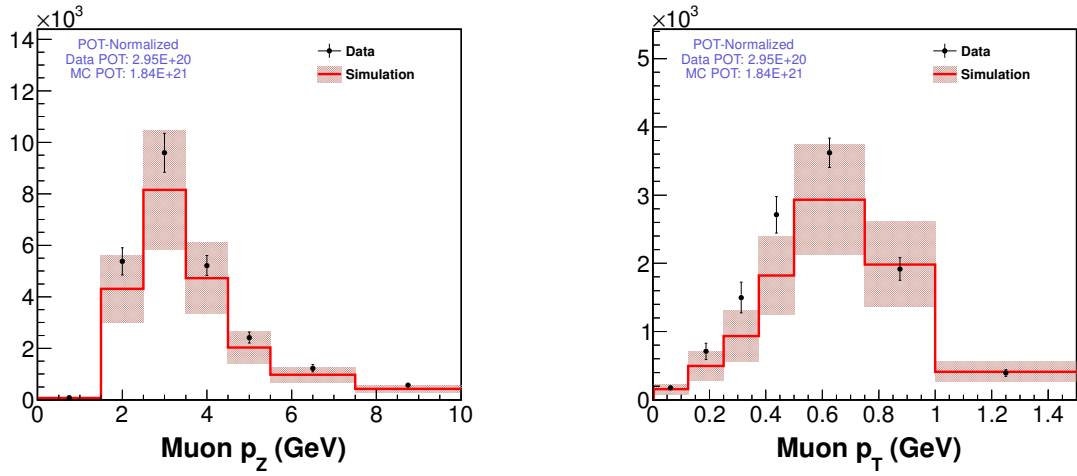 ×10³
14
12
10
8
6
4
2
0
POT-Normalized
Data POT: 2.95E+20
MC POT: 1.84E+21
Data
Simulation
0 2 4 6 8 10
Muon p_Z (GeV)
×10³
5
4
3
2
1
0
POT-Normalized
Data POT: 2.95E+20
MC POT: 1.84E+21
Data
Simulation
0 0.2 0.4 0.6 0.8 1 1.2 1.4
Muon p_T (GeV)